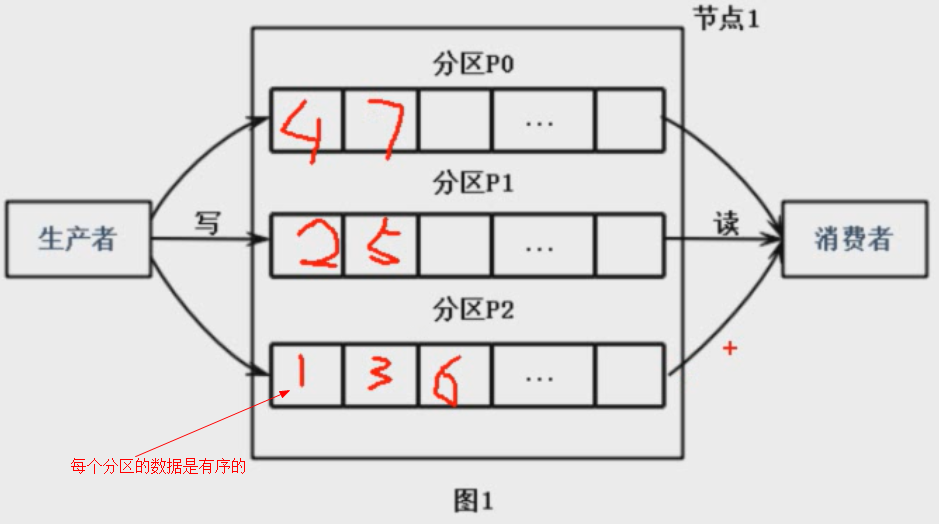 节点1
分区P0
4 7 ...
分区P1
生产者
写
2 5 ...
读
消费者
分区P2
+
1 3 6 ...
每个分区的数据是有序的
图1